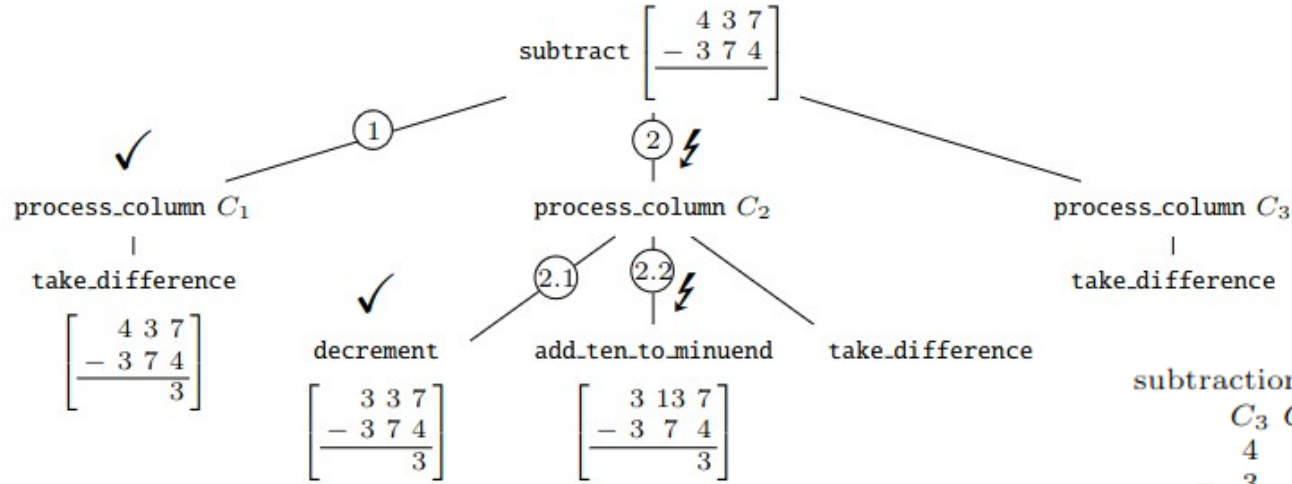 4 3 7
subtract − 3 7 4
1
2
process_column C₁
process_column C₂
process_column C₃
take_difference
2.1
2.2
take_difference
4 3 7
− 3 7 4
3
decrement
add_ten_to_minuend
take_difference
3 3 7
− 3 7 4
3
3 13 7
− 3 7 4
3
subtraction
C₃
4
− 3